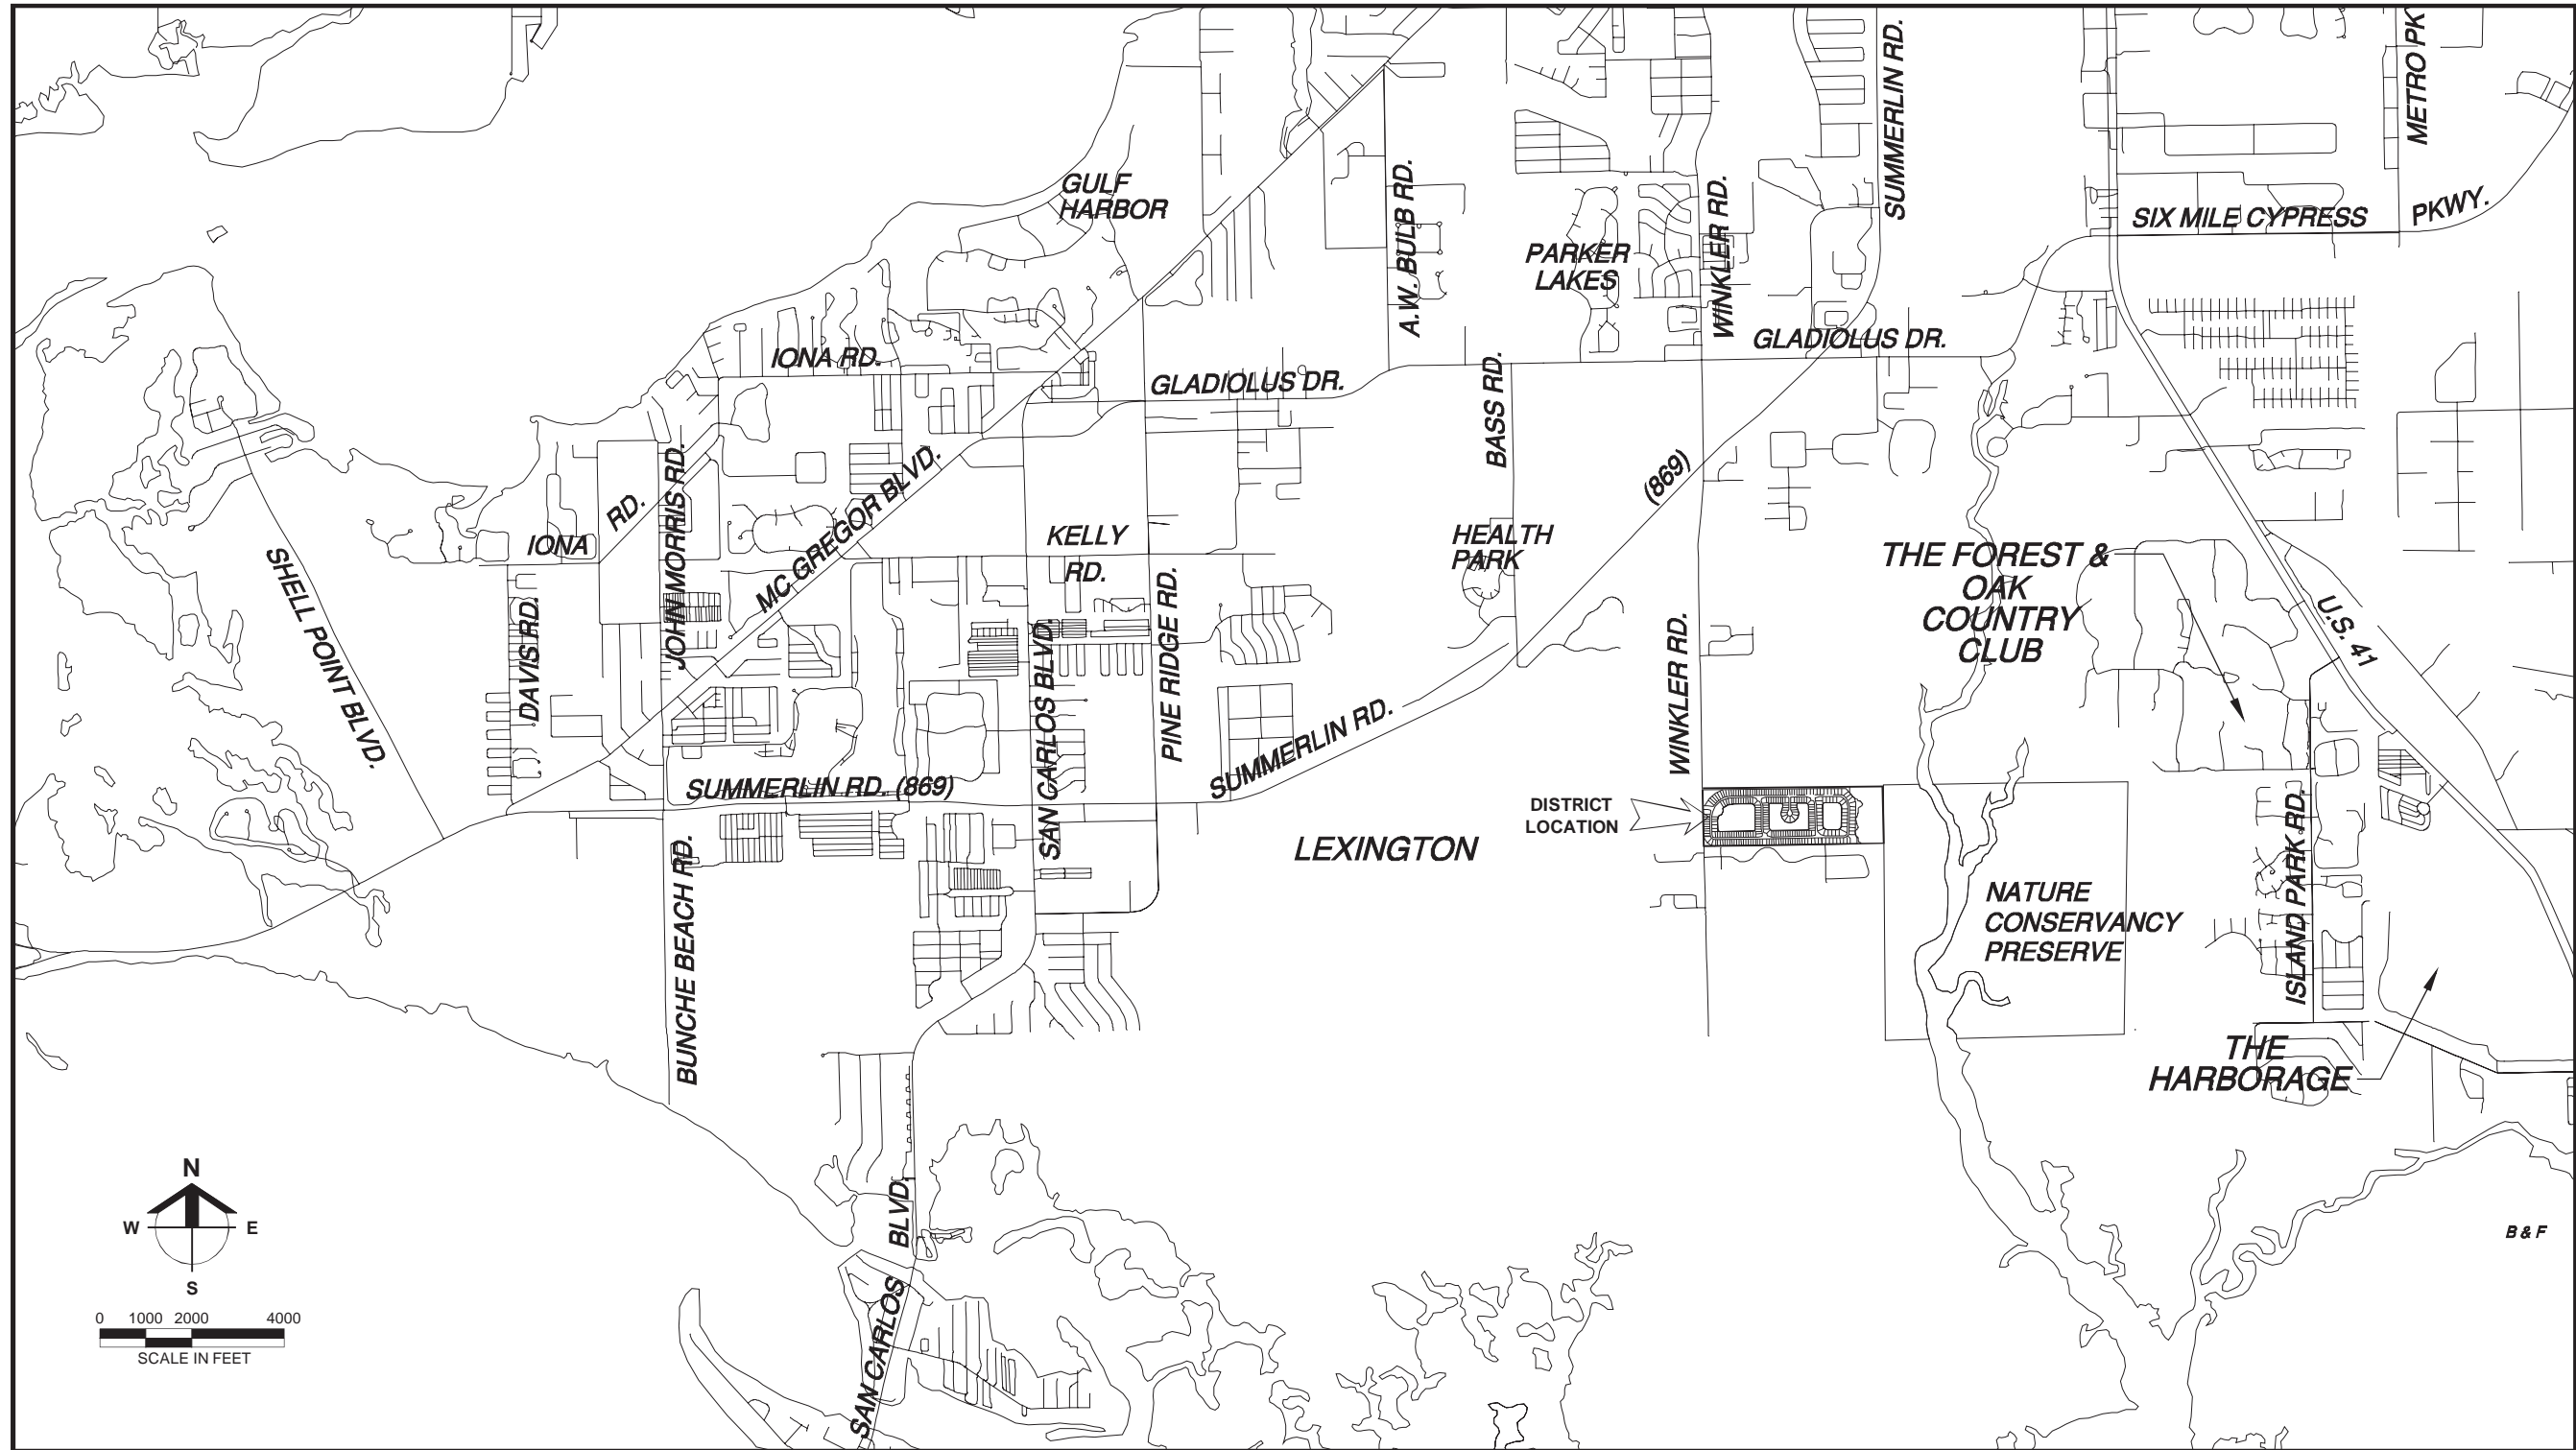 METRO PK
SUMMERLIN RD.
GULF
HARBOR
A.W. BULB RD.
WINKLER RD.
SIX MILE CYPRESS
PKWY.
PARKER
LAKES
GLADIOLUS DR.
IONA RD.
GLADIOLUS DR.
BASS RD.
JOHN MORRIS RD.
MC GREGOR BLVD.
(869)
RD.
IONA
KELLY
RD.
HEALTH
PARK
THE FOREST &
OAK
COUNTRY
CLUB
SHELL POINT BLVD.
DAVIS RD.
SAN CARLOS BLVD.
PINE RIDGE RD.
WINKLER RD.
U.S. 41
SUMMERLIN RD.
SUMMERLIN RD. (869)
DISTRICT
LOCATION
LEXINGTON
ISLAND PARK RD.
BUNCHE BEACH RD.
NATURE
CONSERVANCY
PRESERVE
THE
HARBORAGE
N
W
E
S
BLVD.
SAN CARLOS
B & F
0 1000 2000 4000
SCALE IN FEET